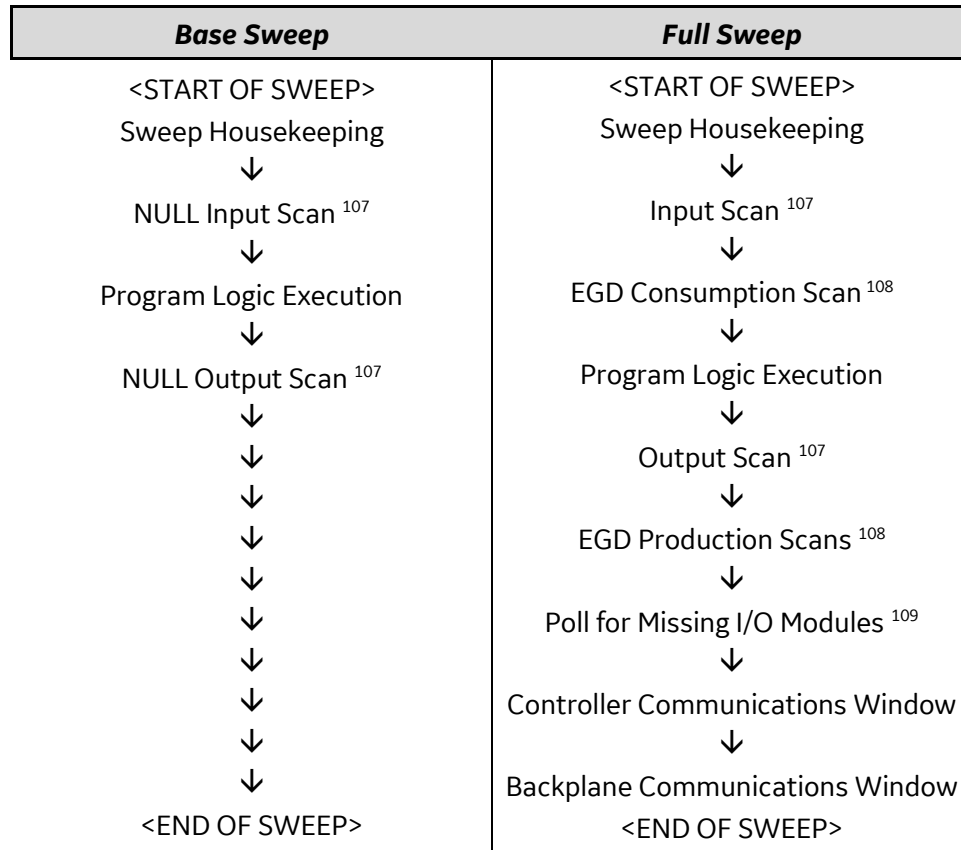 Base Sweep
<START OF SWEEP>
Sweep Housekeeping
↓
NULL Input Scan 107
↓
Program Logic Execution
↓
NULL Output Scan 107
↓
↓
↓
↓
↓
↓
↓
↓
↓
↓
<END OF SWEEP>
Full Sweep
<START OF SWEEP>
Sweep Housekeeping
↓
Input Scan 107
↓
EGD Consumption Scan 108
↓
Program Logic Execution
↓
Output Scan 107
↓
EGD Production Scans 108
↓
Poll for Missing I/O Modules 109
↓
Controller Communications Window
↓
Backplane Communications Window
<END OF SWEEP>